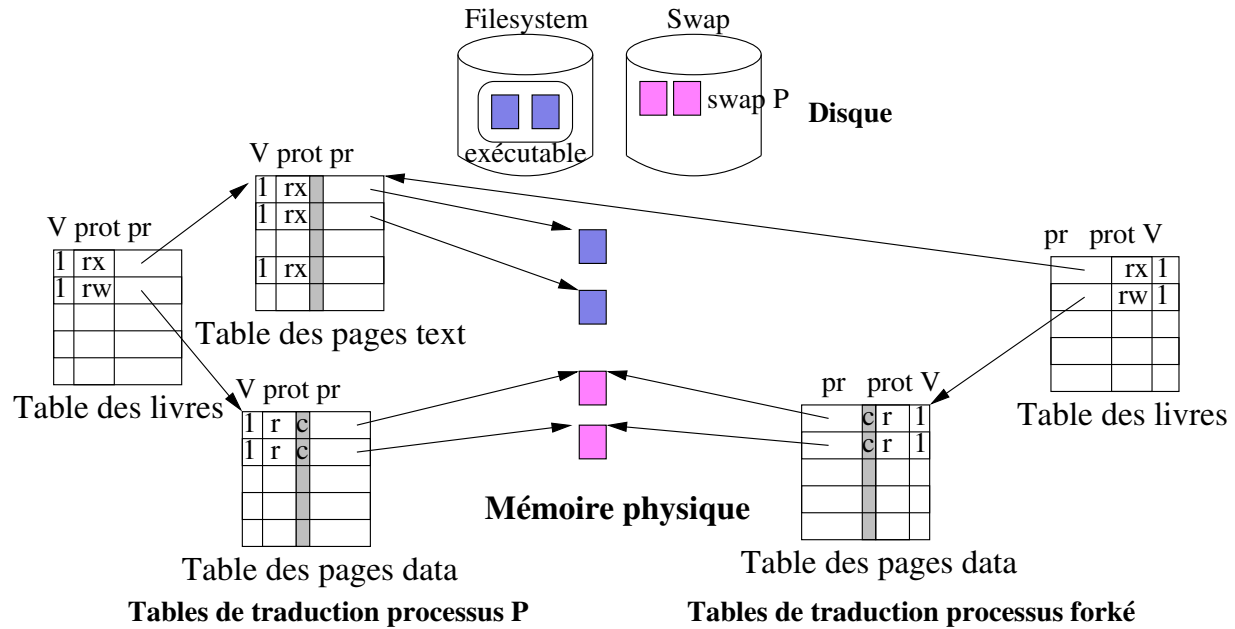 Filesystem
Swap
swap P
Disque
exécutable
V prot pr
1 rx
1 rx
1 rx
Table des pages text
V prot pr
1 rx
1 rw
Table des livres
pr prot V
rx 1
rw 1
Table des livres
V prot pr
1 r c
1 r c
Table des pages data
pr prot V
c r 1
c r 1
Table des pages data
Mémoire physique
Tables de traduction processus P
Tables de traduction processus forké